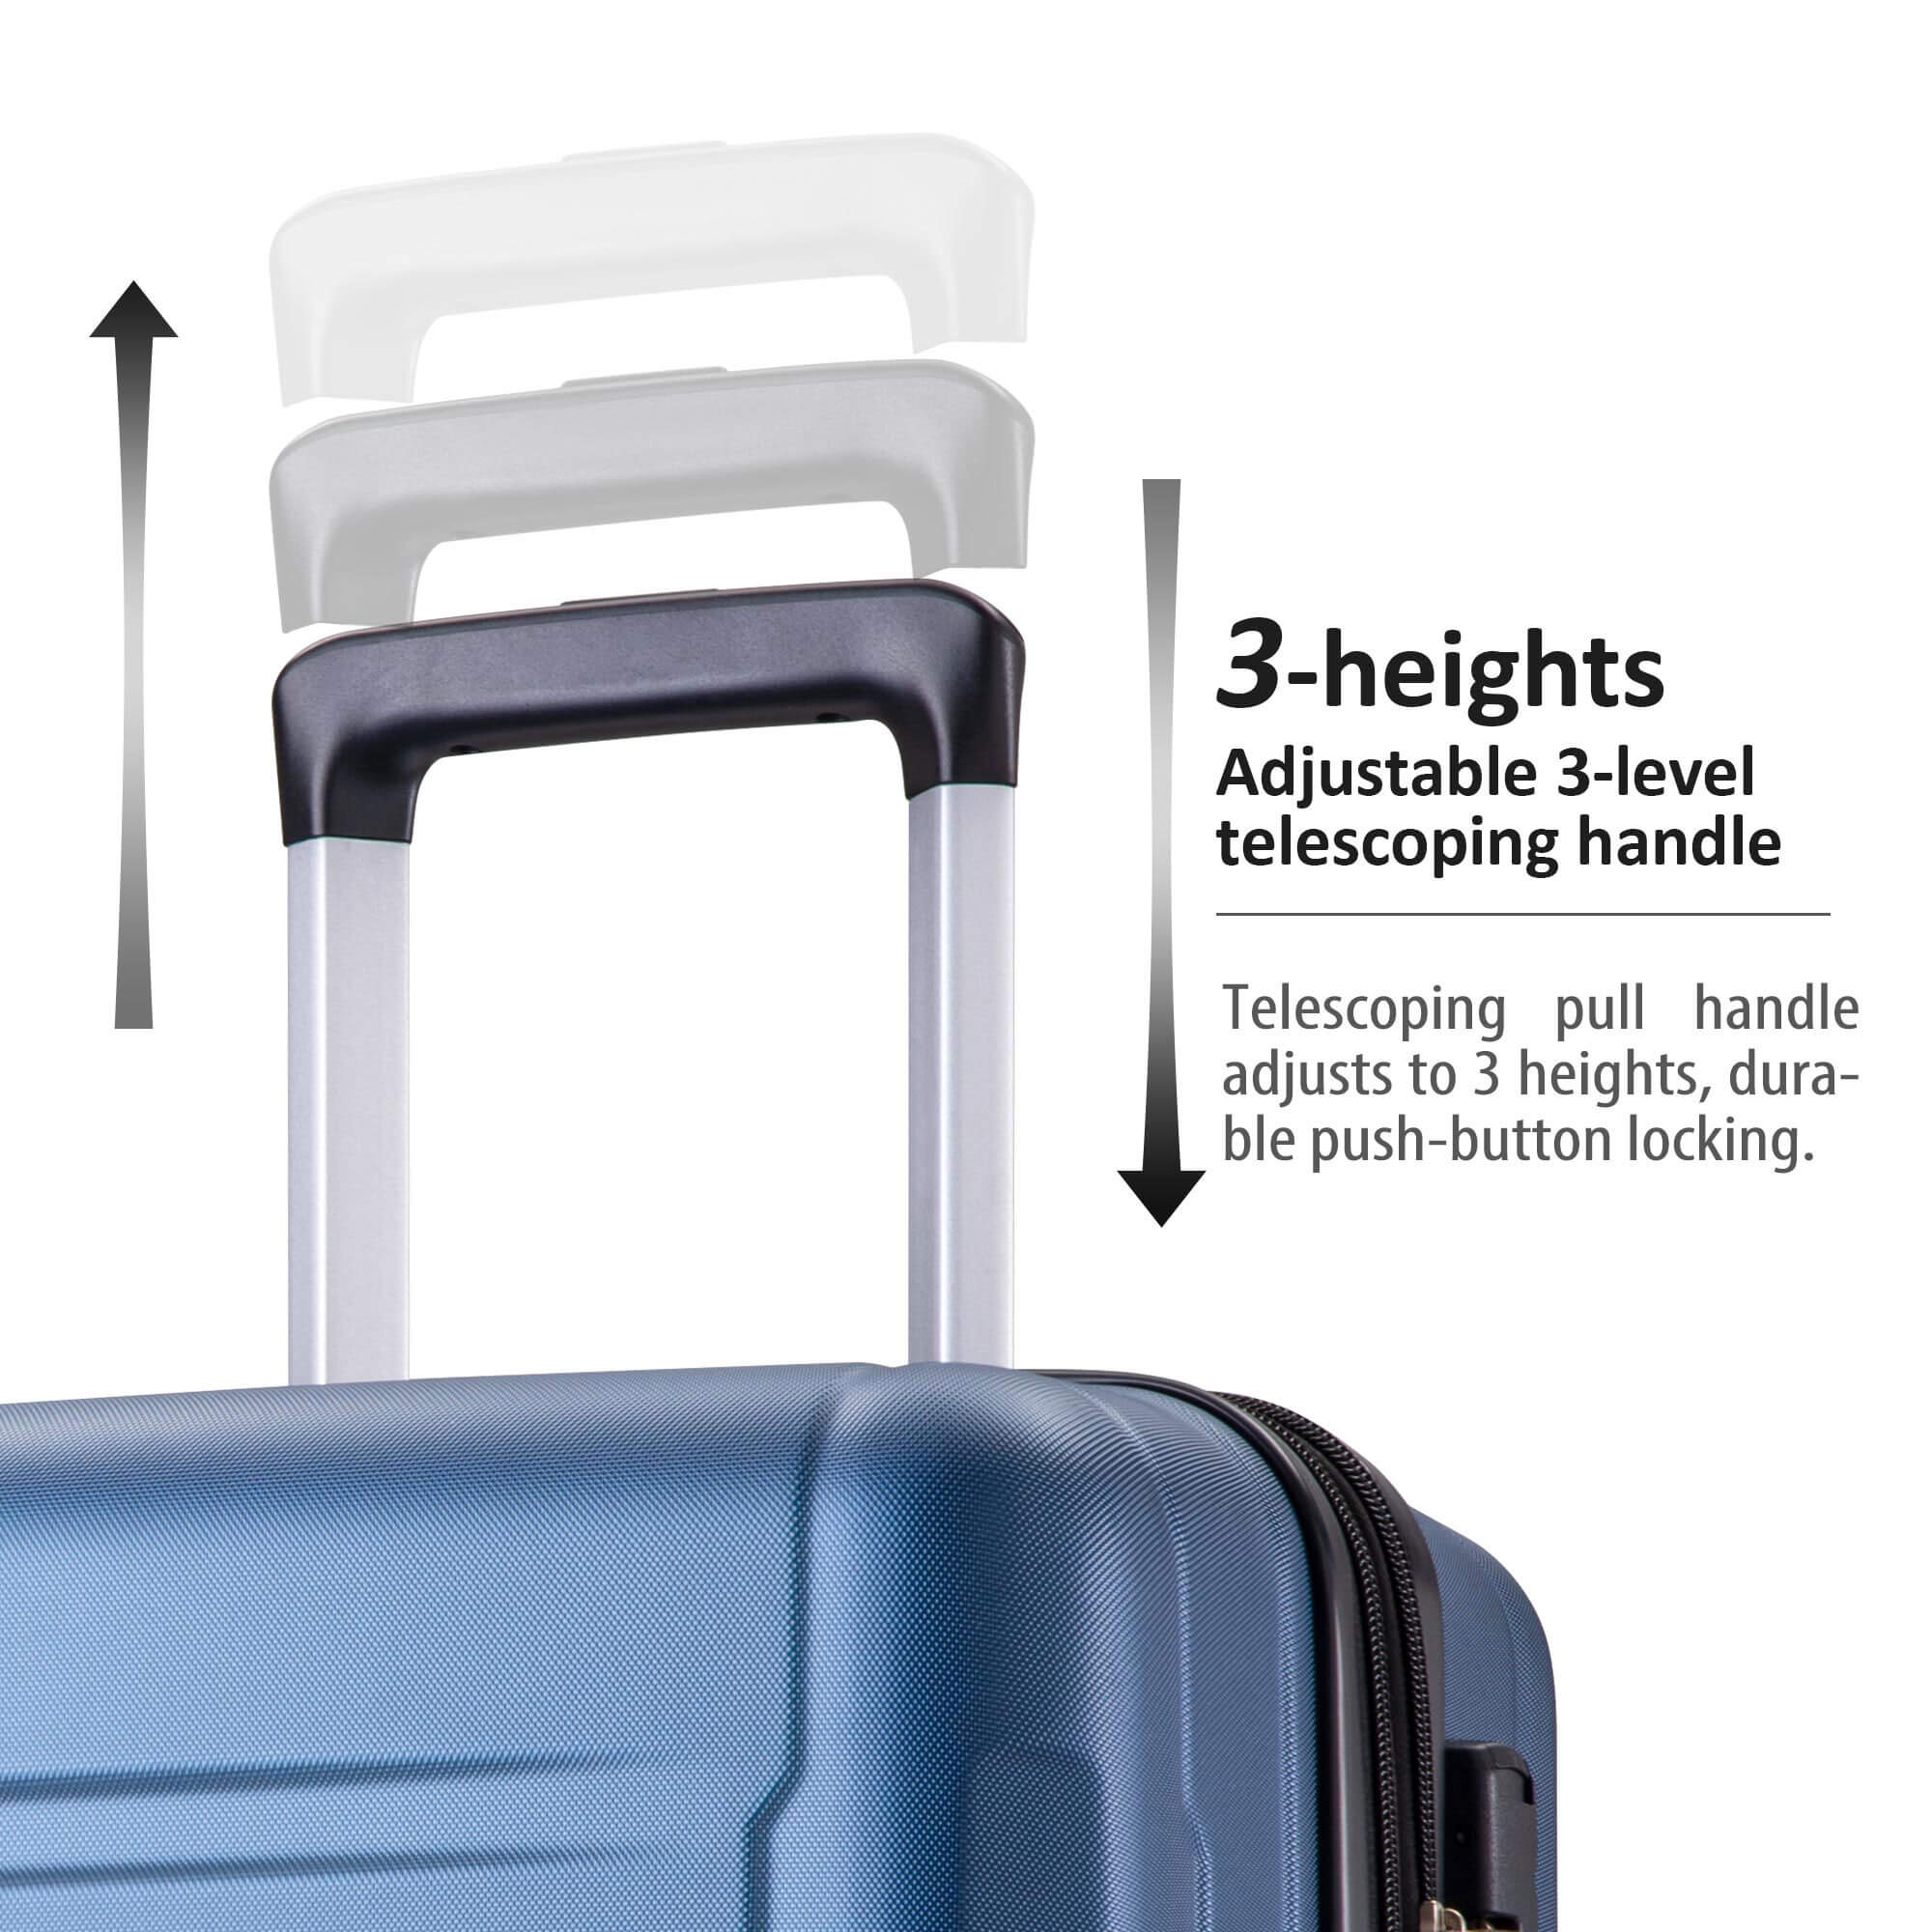 3-heights
Adjustable 3-level
telescoping handle
Telescoping pull handle
adjusts to 3 heights, dura-
ble push-button locking.